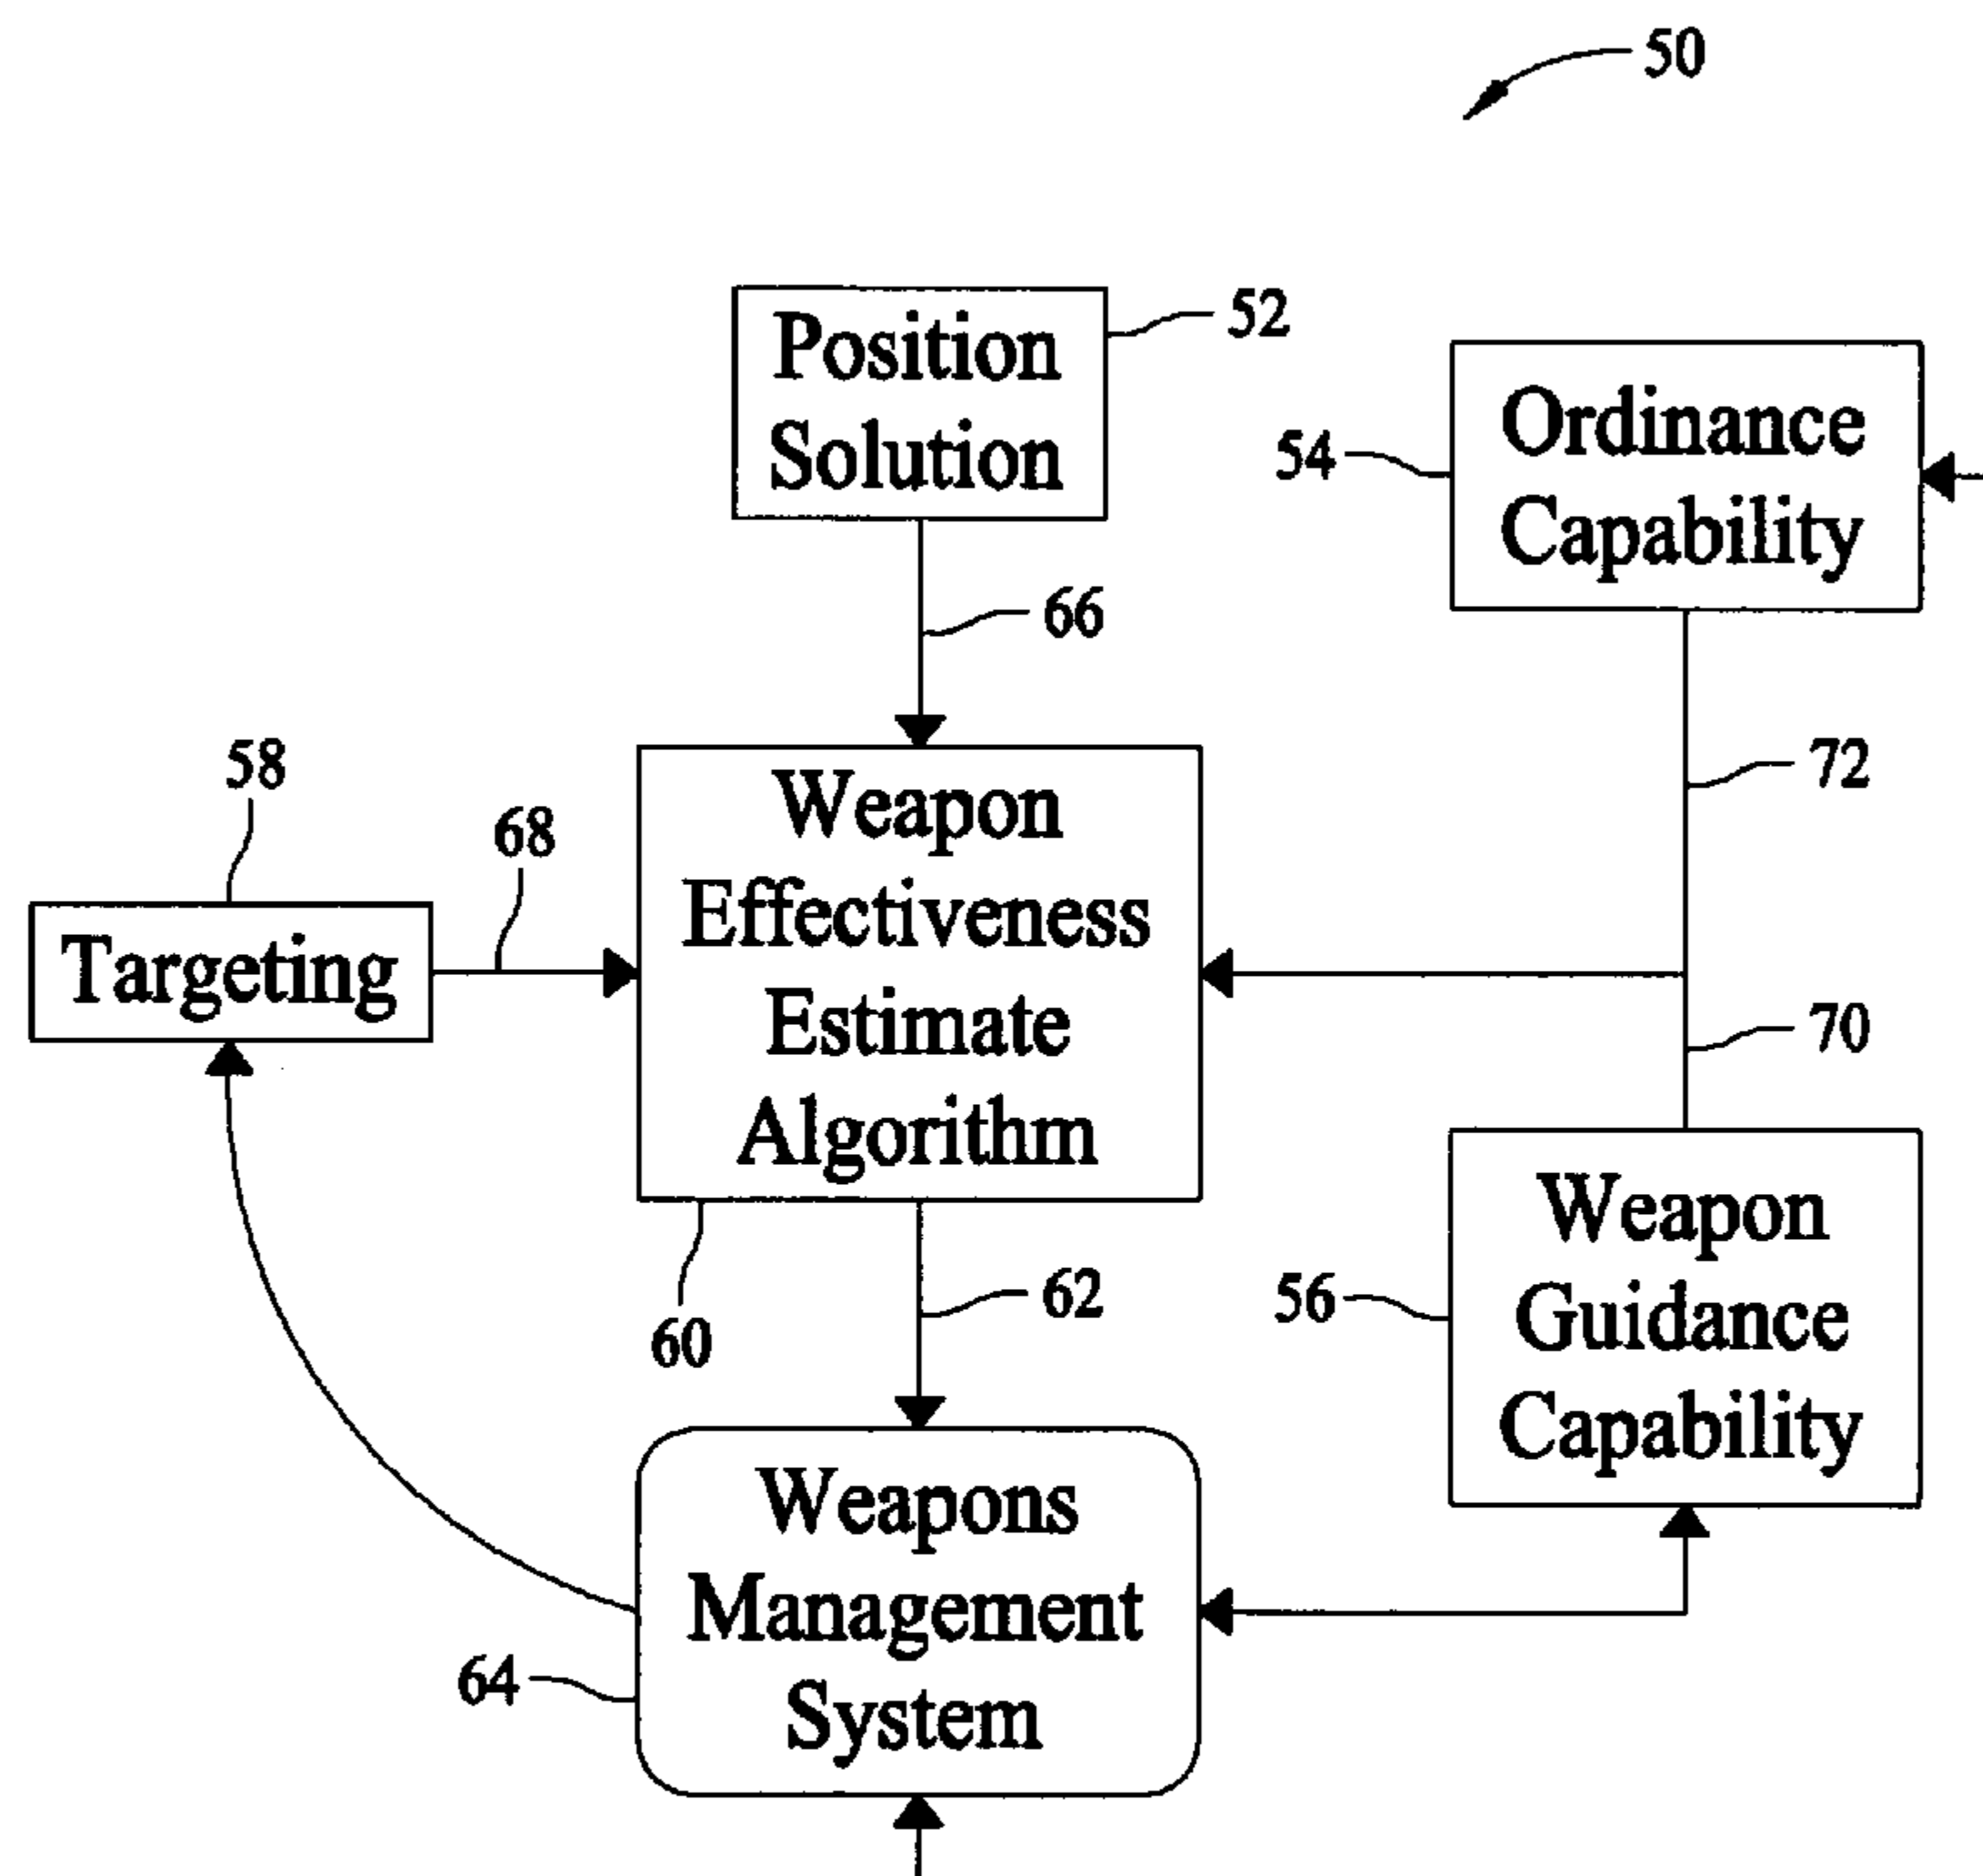 50
Position
Solution
52
Ordinance
Capability
54
66
72
58
68
Weapon
Effectiveness
Estimate
Algorithm
Targeting
70
60
62
Weapon
Guidance
Capability
56
Weapons
Management
System
64